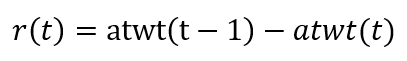 r(t) = atwt(t − 1) − atwt(t)